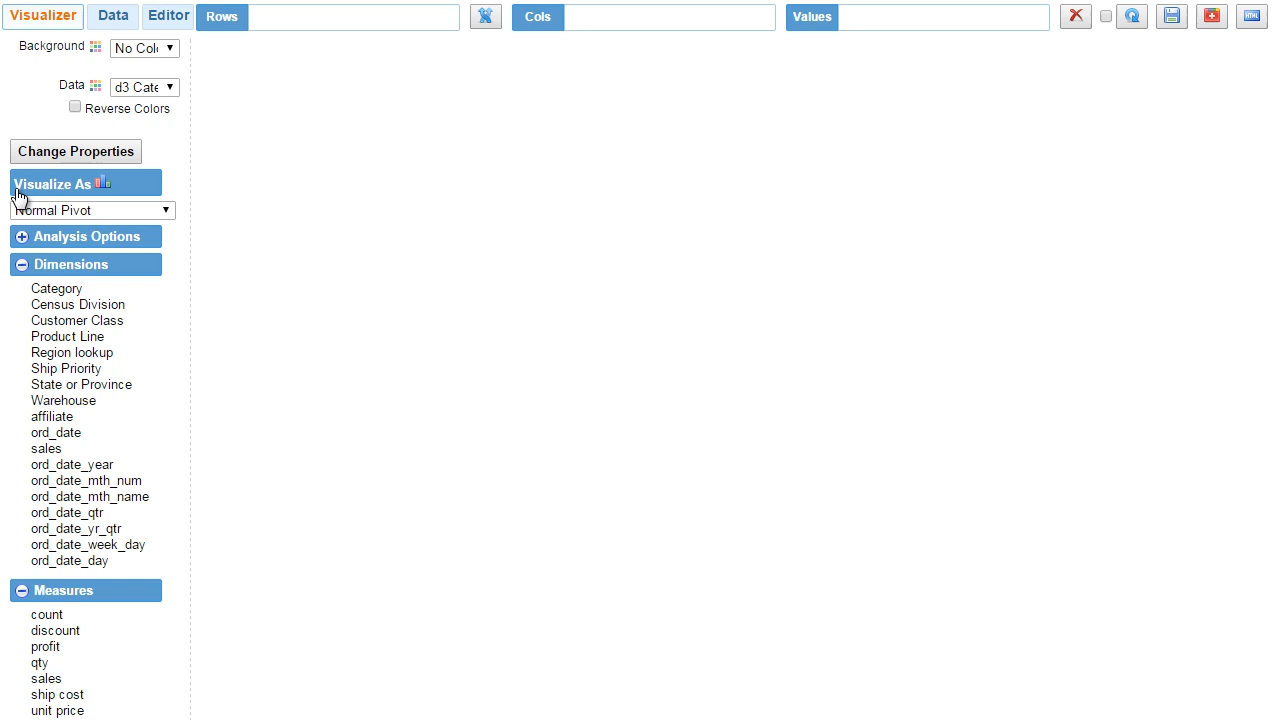 Visualizer Data Editor Rows Cols Values HTML
Background No Col
Data d3 Cate
Reverse Colors
Change Properties
Visualize As
Normal Pivot
Analysis Options
Dimensions
Category
Census Division
Customer Class
Product Line
Region lookup
Ship Priority
State or Province
Warehouse
affiliate
ord_date
sales
ord_date_year
ord_date_mth_num
ord_date_mth_name
ord_date_qtr
ord_date_yr_qtr
ord_date_week_day
ord_date_day
Measures
count
discount
profit
qty
sales
ship cost
unit price